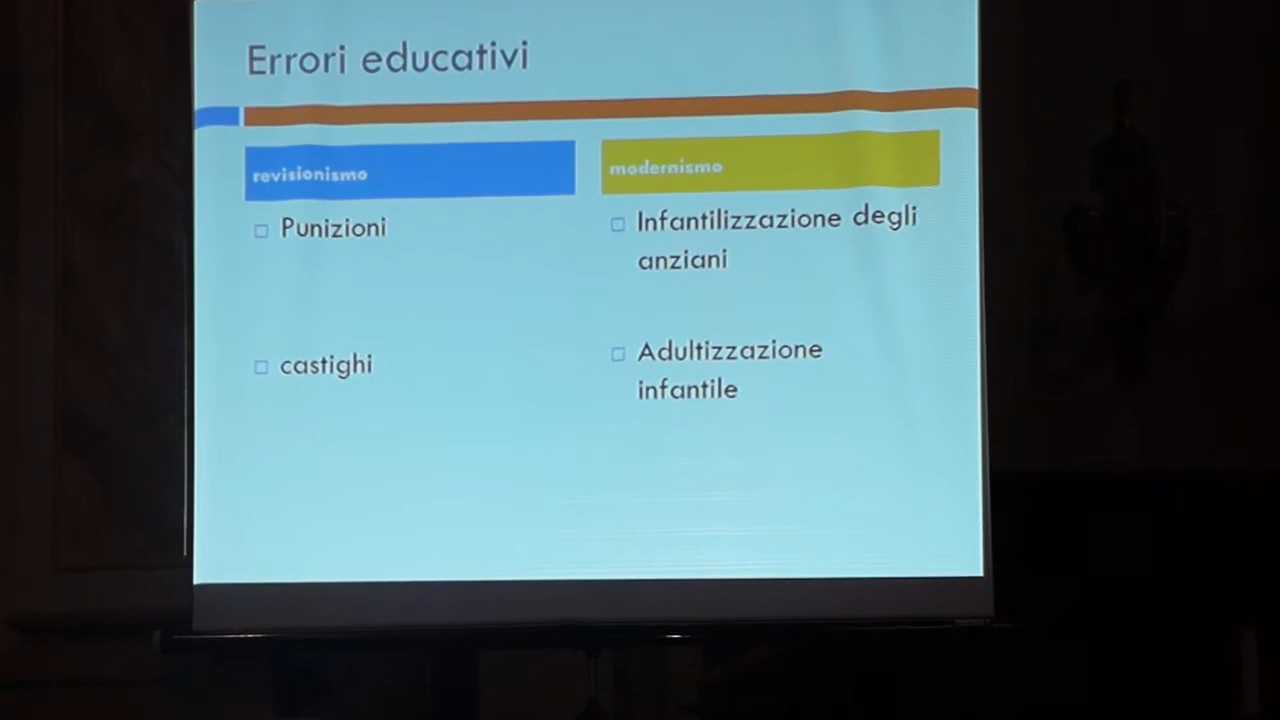 Errori educativi
revisionismo
Punizioni
castighi
modernismo
Infantilizzazione degli
anziani
Adultizzazione
infantile